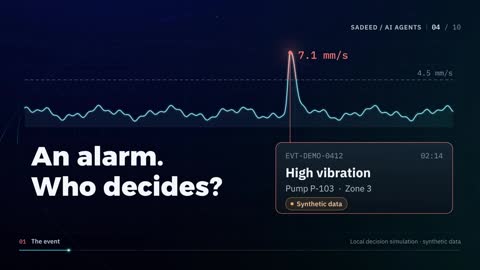 SADEED / AI AGENTS | 04 / 10
7.1 mm/s
4.5 mm/s
An alarm.
Who decides?
EVT-DEMO-0412 02:14
High vibration
Pump P-103 · Zone 3
Synthetic data
01 The event
Local decision simulation · synthetic data